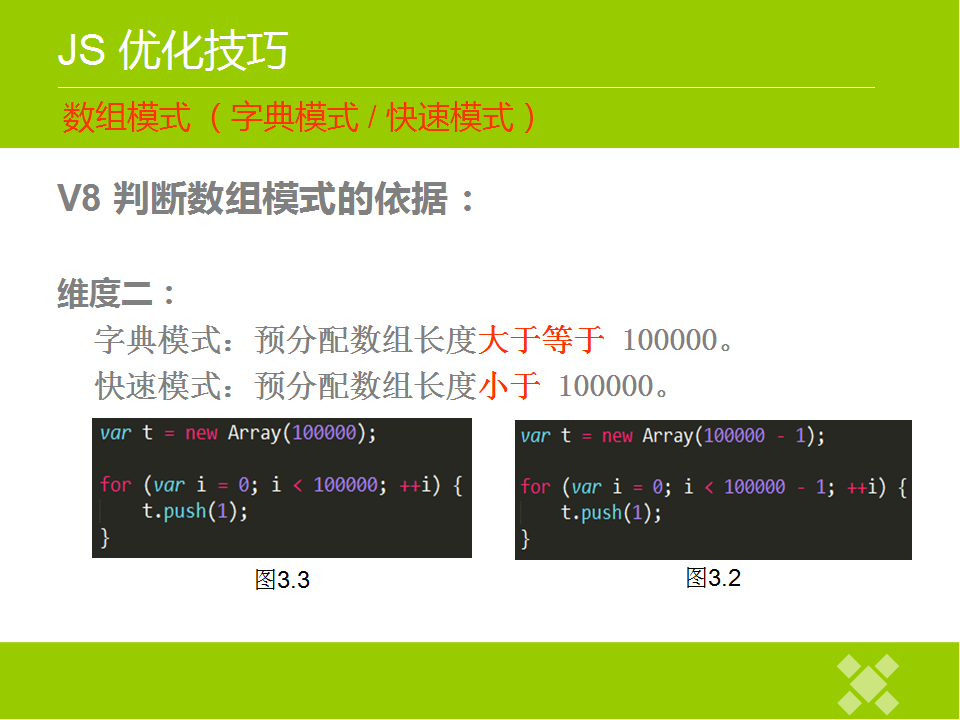 JS 优化技巧
数组模式（字典模式 / 快速模式）
V8 判断数组模式的依据：
维度二：
字典模式：预分配数组长度大于等于 100000。
快速模式：预分配数组长度小于 100000。
var t = new Array(100000);
for (var i = 0; i < 100000; ++i) {
t.push(1);
}
图3.3
var t = new Array(100000 - 1);
for (var i = 0; i < 100000 - 1; ++i) {
t.push(1);
}
图3.2